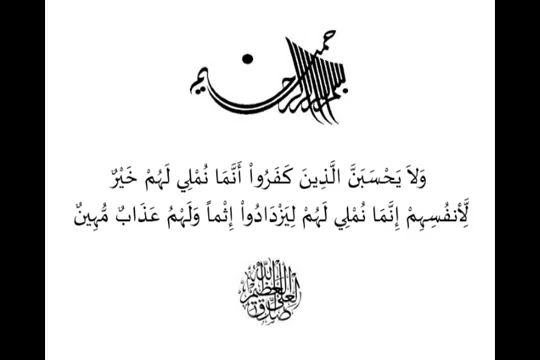 بسم الله الرحمن الرحيم
وَلاَ يَحْسَبَنَّ الَّذِينَ كَفَرُواْ أَنَّمَا نُمْلِي لَهُمْ خَيْرٌ
لِّأَنفُسِهِمْ إِنَّمَا نُمْلِي لَهُمْ لِيَزْدَادُواْ إِثْماً وَلَهُمُ عَذَابٌ مُّهِينٌ
صدق الله العلي العظيم